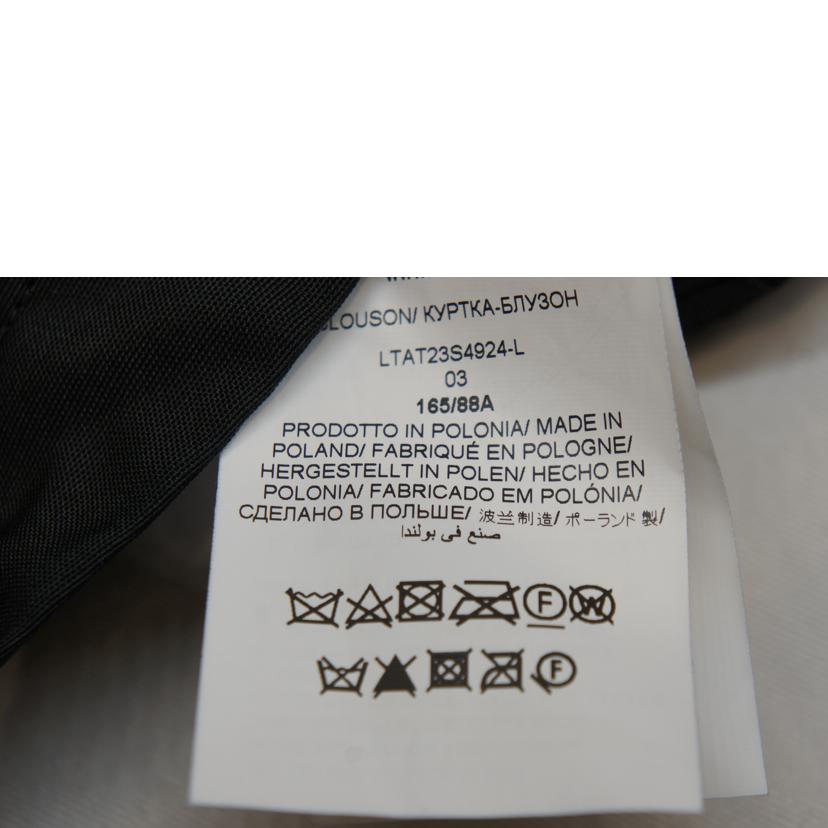 LOUSON/ КУРТКА-БЛУЗОН
LTAT23S4924-L
03
165/88A
PRODOTTO IN POLONIA/ MADE IN
POLAND/ FABRIQUÉ EN POLOGNE/
HERGESTELLT IN POLEN/ HECHO EN
POLONIA/ FABRICADO EM POLÓNIA/
СДЕЛАНО В ПОЛЬШЕ/ 波兰制造/ ポーランド製/
صنع في بولندا
F W
F